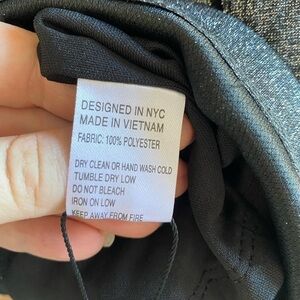 DESIGNED IN NYC
MADE IN VIETNAM
FABRIC: 100% POLYESTER
DRY CLEAN OR HAND WASH COLD
TUMBLE DRY LOW
DO NOT BLEACH
IRON ON LOW
KEEP AWAY FROM FIRE